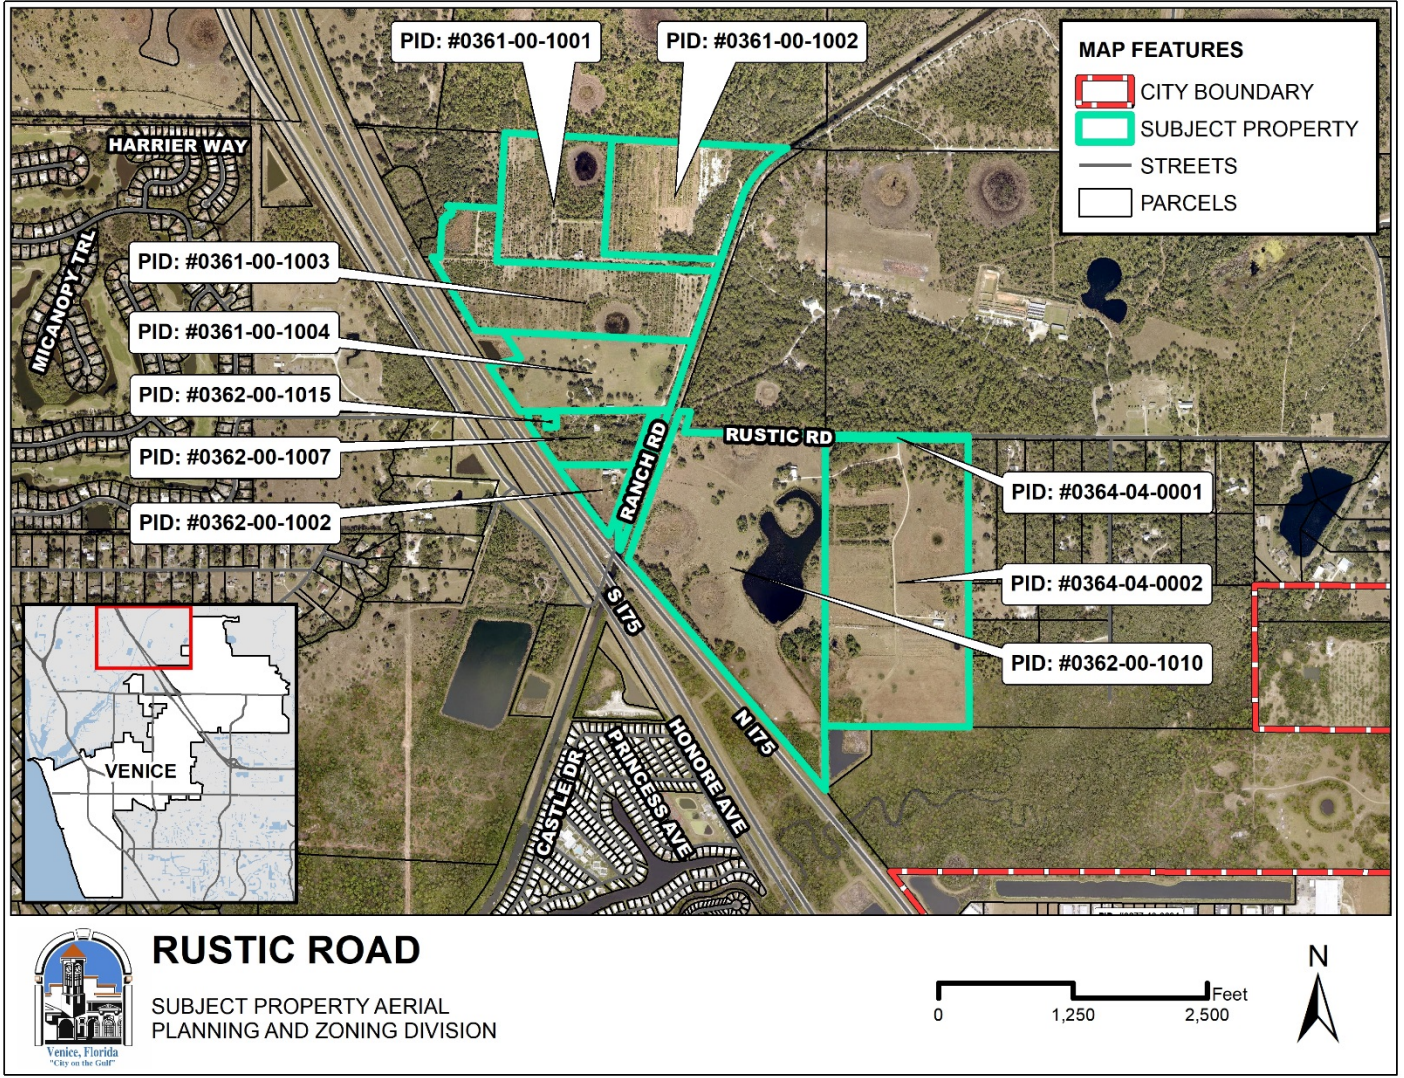 PID: #0361-00-1001
PID: #0361-00-1002
MAP FEATURES
CITY BOUNDARY
SUBJECT PROPERTY
STREETS
PARCELS
HARRIER WAY
MICANOPY TRL
PID: #0361-00-1003
PID: #0361-00-1004
PID: #0362-00-1015
PID: #0362-00-1007
PID: #0362-00-1002
RANCH RD
RUSTIC RD
PID: #0364-04-0001
PID: #0364-04-0002
PID: #0362-00-1010
S I75
N I75
HONORE AVE
PRINCESS AVE
CASTLE DR
VENICE
RUSTIC ROAD
SUBJECT PROPERTY AERIAL
PLANNING AND ZONING DIVISION
Venice, Florida
"City on the Gulf"
0 1,250 2,500
Feet
N